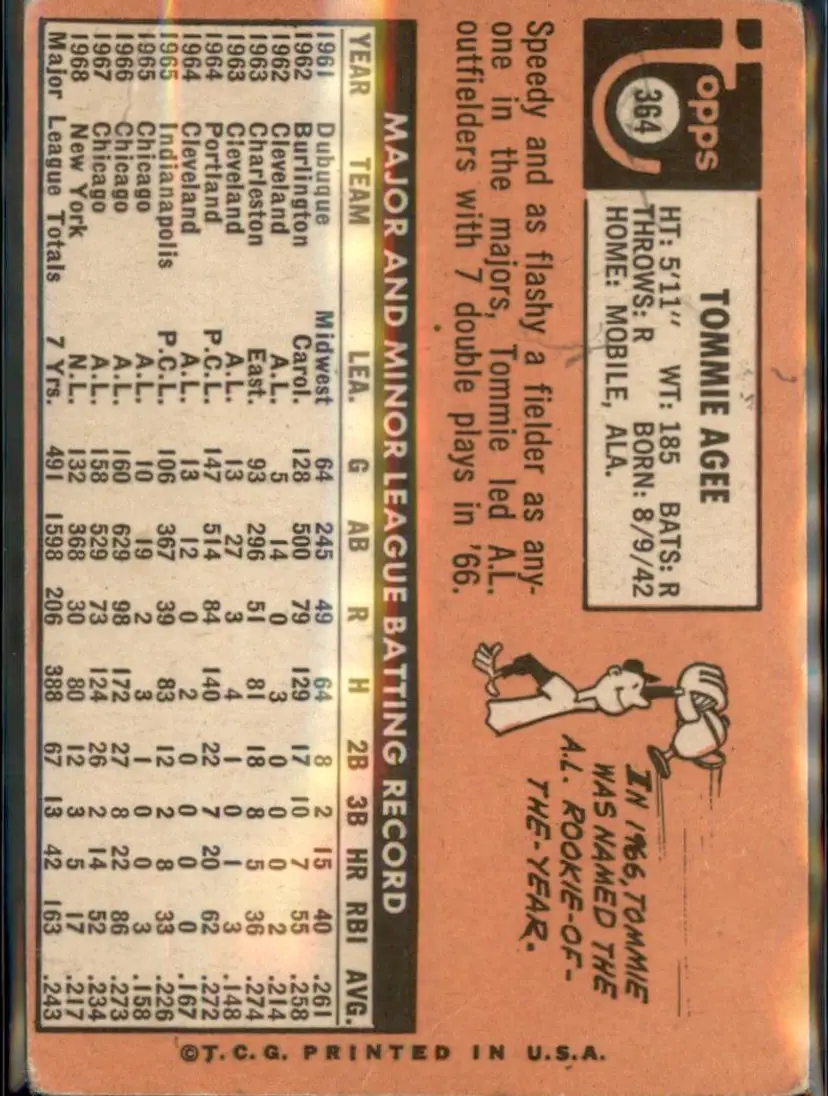 Topps
364
TOMMIE AGEE
HT: 5'11" WT: 185 BATS: R
THROWS: R BORN: 8/9/42
HOME: MOBILE, ALA.
Speedy and as flashy a fielder as any-
one in the majors, Tommie led A.L.
outfielders with 7 double plays in '66.
IN 1966, TOMMIE
WAS NAMED THE
A.L. ROOKIE-OF-
THE-YEAR.
MAJOR AND MINOR LEAGUE BATTING RECORD
YEAR TEAM LEA. G AB R H 2B 3B HR RBI AVG.
1961 Dubuque Midwest 64 245 49 64 8 2 15 40 .261
1962 Burlington Carol. 128 500 79 129 17 10 7 55 .258
1962 Cleveland A.L. 5 14 0 3 0 0 0 2 .214
1963 Charleston East. 93 296 51 81 18 8 5 36 .274
1963 Cleveland A.L. 13 27 3 4 1 0 1 3 .148
1964 Portland P.C.L. 147 514 84 140 22 7 20 62 .272
1964 Cleveland A.L. 13 12 0 2 0 0 0 0 .167
1965 Indianapolis P.C.L. 106 367 39 83 12 2 8 33 .226
1965 Chicago A.L. 10 19 2 3 1 0 0 3 .158
1966 Chicago A.L. 160 629 98 172 27 8 22 86 .273
1967 Chicago A.L. 158 529 73 124 26 2 14 52 .234
1968 New York N.L. 132 368 30 80 12 3 5 17 .217
Major League Totals 7 Yrs. 491 1598 206 388 67 13 42 163 .243
©T.C.G. PRINTED IN U.S.A.